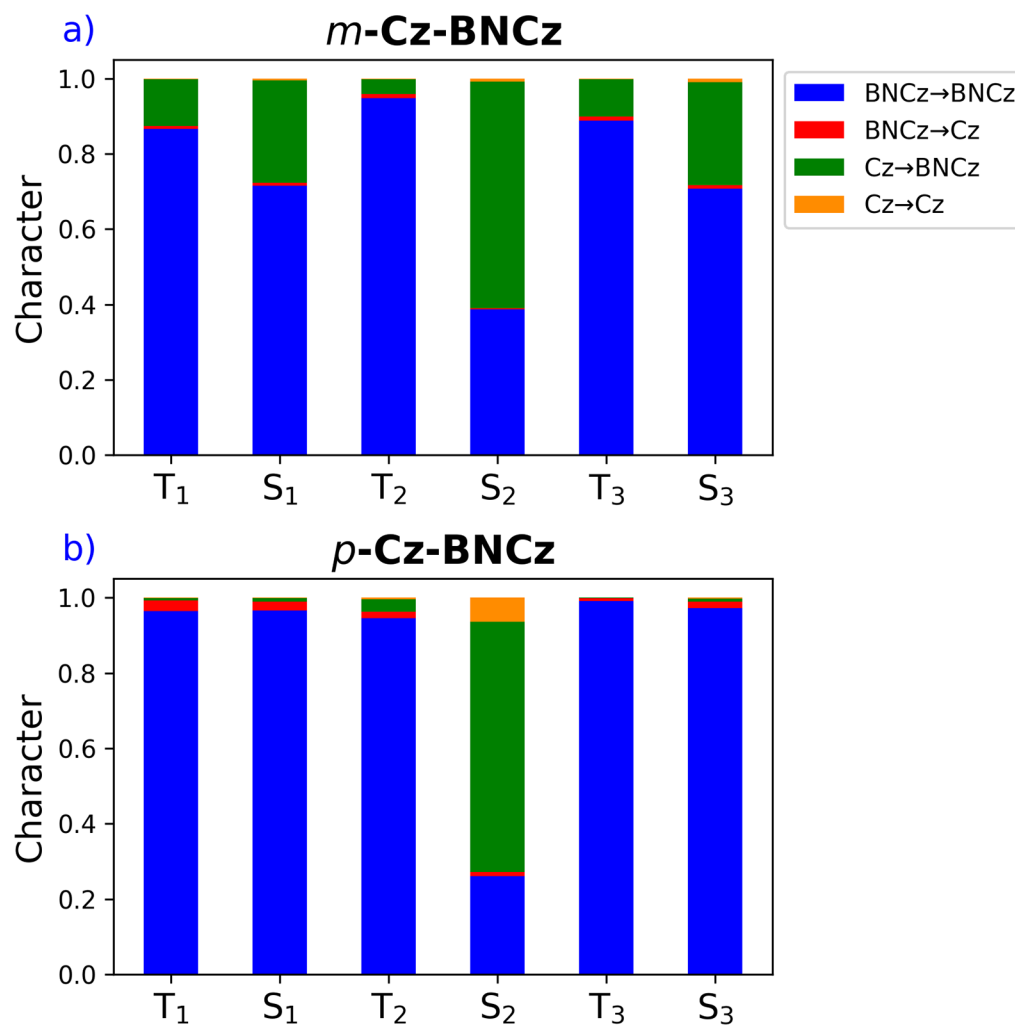 a)
m-Cz-BNCz
Character
1.0
0.8
0.6
0.4
0.2
0.0
T₁ S₁ T₂ S₂ T₃ S₃
BNCz→BNCz
BNCz→Cz
Cz→BNCz
Cz→Cz
b)
p-Cz-BNCz
Character
1.0
0.8
0.6
0.4
0.2
0.0
T₁ S₁ T₂ S₂ T₃ S₃